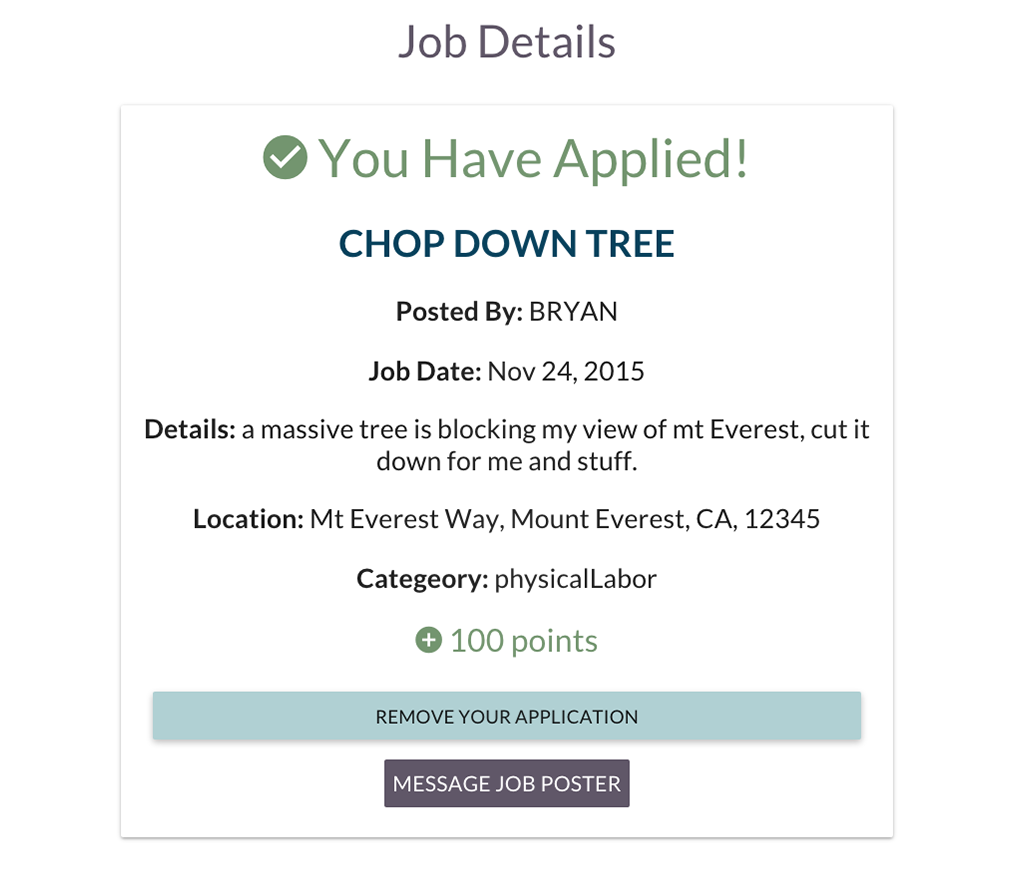 Job Details
You Have Applied!
CHOP DOWN TREE
Posted By: BRYAN
Job Date: Nov 24, 2015
Details: a massive tree is blocking my view of mt Everest, cut it
down for me and stuff.
Location: Mt Everest Way, Mount Everest, CA, 12345
Categeory: physicalLabor
100 points
REMOVE YOUR APPLICATION
MESSAGE JOB POSTER